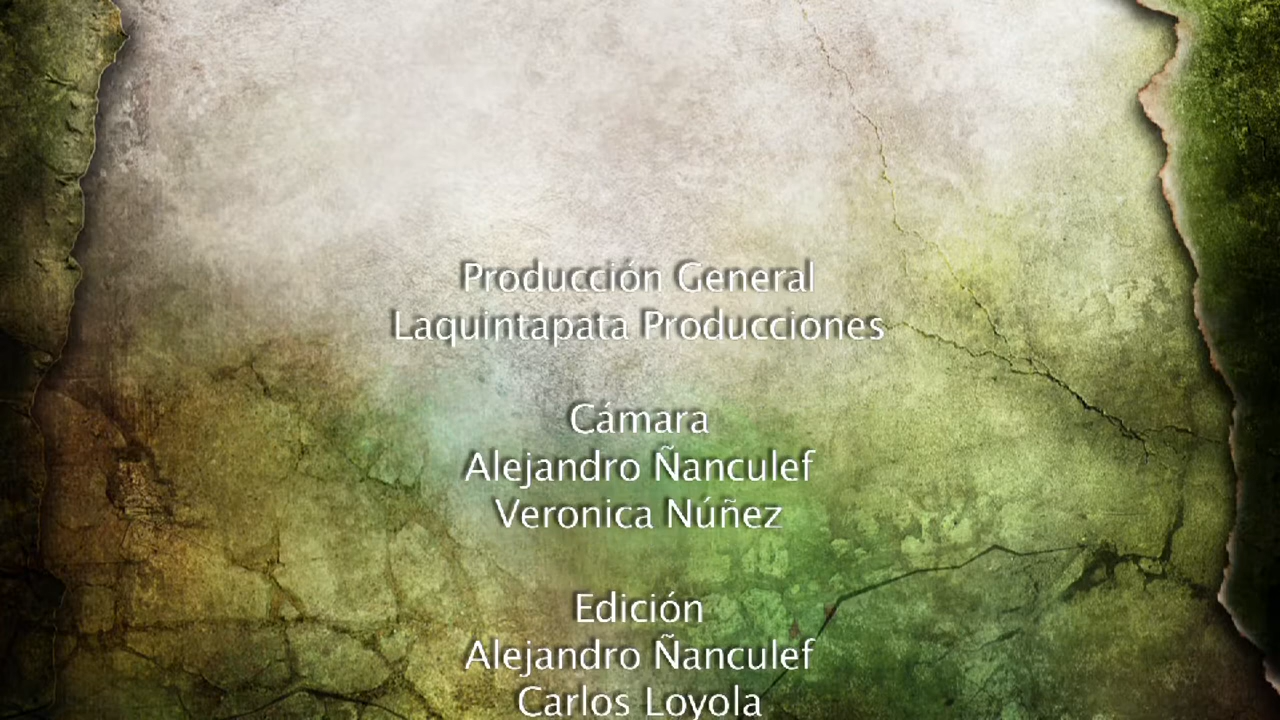 Producción General
Laquintapata Producciones
Cámara
Alejandro Ñanculef
Veronica Núñez
Edición
Alejandro Ñanculef
Carlos Loyola